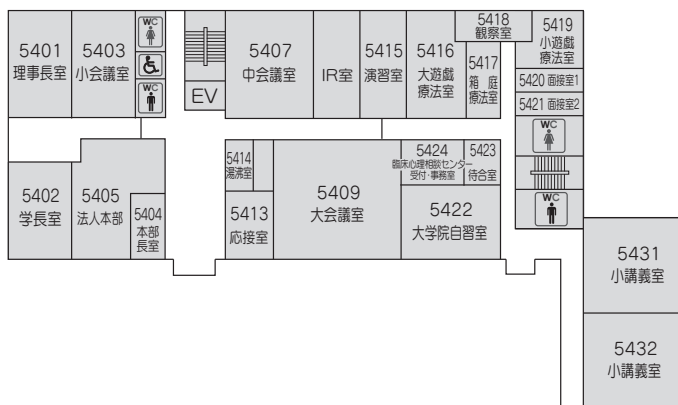 5401
理事長室
5403
小会議室
WC
WC
EV
5407
中会議室
IR室
5415
演習室
5416
大遊戯
療法室
5418
観察室
5417
箱庭
療法室
5419
小遊戯
療法室
5420 面接室1
5421 面接室2
WC
WC
5402
学長室
5405
法人本部
5404
本部
長室
5414
湯沸室
5413
応接室
5409
大会議室
5424
臨床心理相談センター
受付・事務室
5423
待合室
5422
大学院自習室
5431
小講義室
5432
小講義室